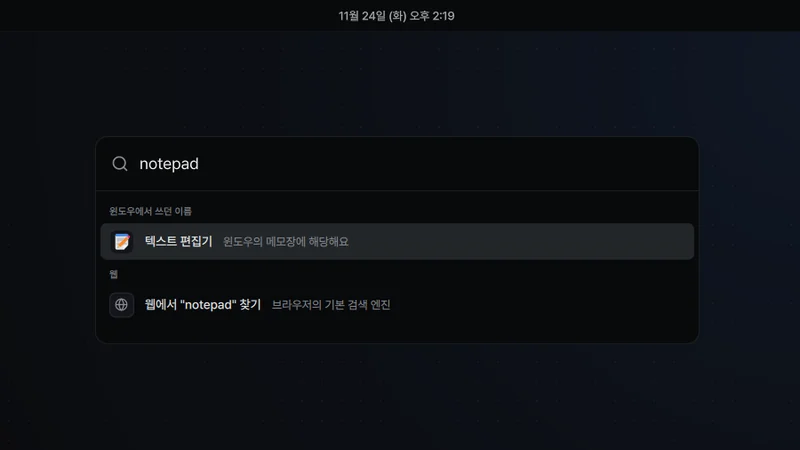 11월 24일 (화) 오후 2:19
notepad
윈도우에서 쓰던 이름
텍스트 편집기 윈도우의 메모장에 해당해요
웹
웹에서 "notepad" 찾기 브라우저의 기본 검색 엔진